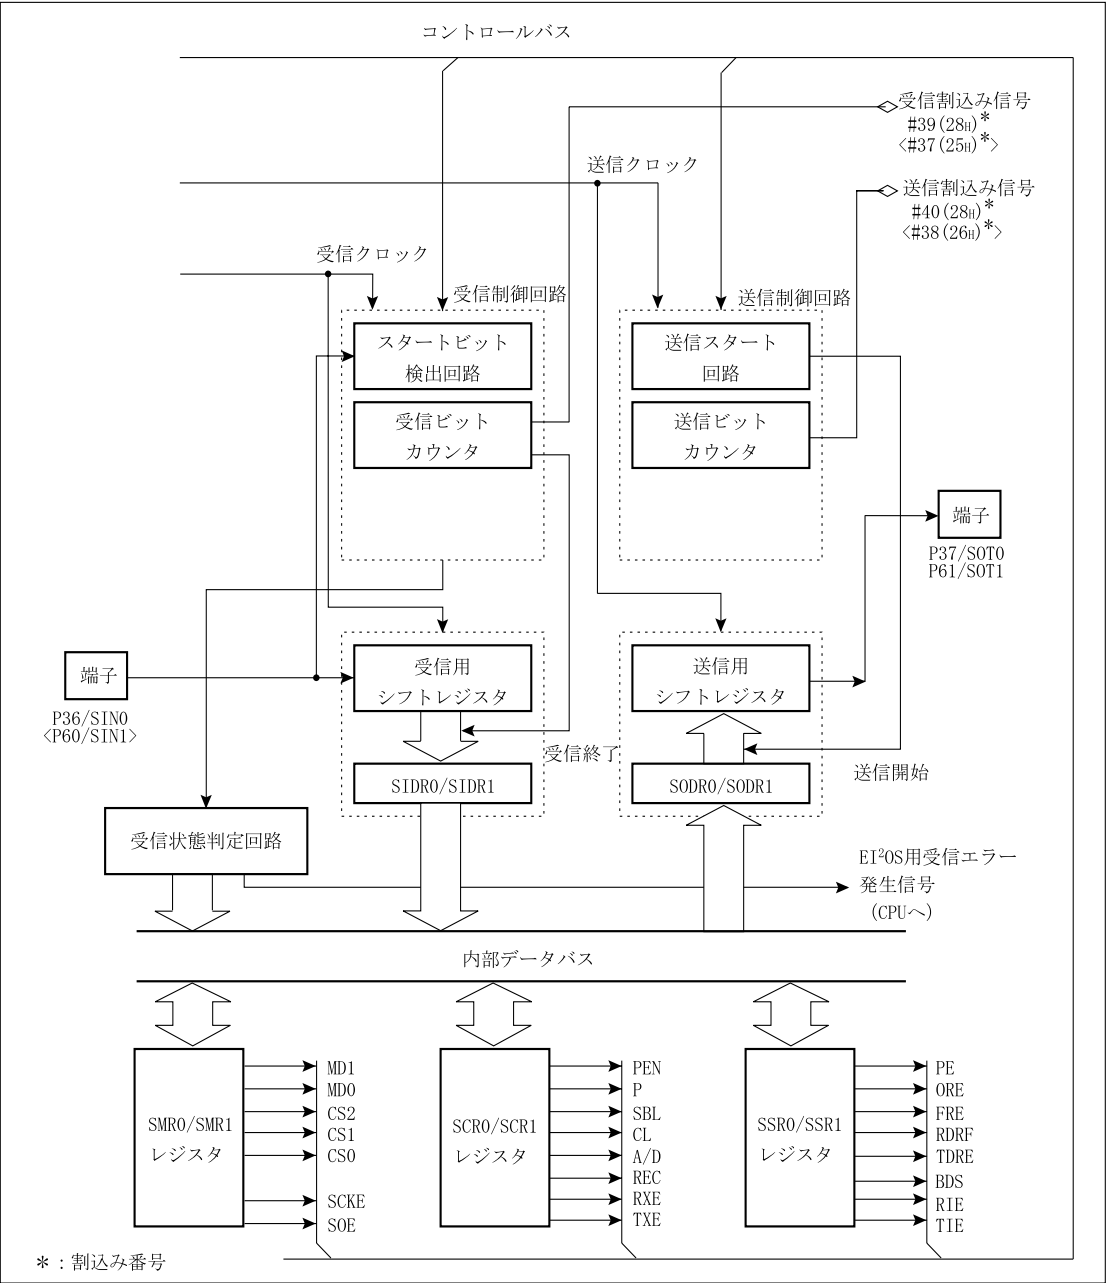 コントロールバス
受信割込み信号
#39(28H)*
<#37(25H)*>
送信クロック
送信割込み信号
#40(28H)*
<#38(26H)*>
受信クロック
受信制御回路
送信制御回路
スタートビット
検出回路
送信スタート
回路
受信ビット
カウンタ
送信ビット
カウンタ
端子
P37/SOT0
P61/SOT1
端子
P36/SIN0
<P60/SIN1>
受信用
シフトレジスタ
送信用
シフトレジスタ
受信終了
送信開始
SIDR0/SIDR1
SODR0/SODR1
受信状態判定回路
EI²OS用受信エラー
発生信号
(CPUへ)
内部データバス
SMR0/SMR1
レジスタ
MD1
MD0
CS2
CS1
CS0
SCKE
SOE
SCR0/SCR1
レジスタ
PEN
P
SBL
CL
A/D
REC
RXE
TXE
SSR0/SSR1
レジスタ
PE
ORE
FRE
RDRF
TDRE
BDS
RIE
TIE
*:割込み番号